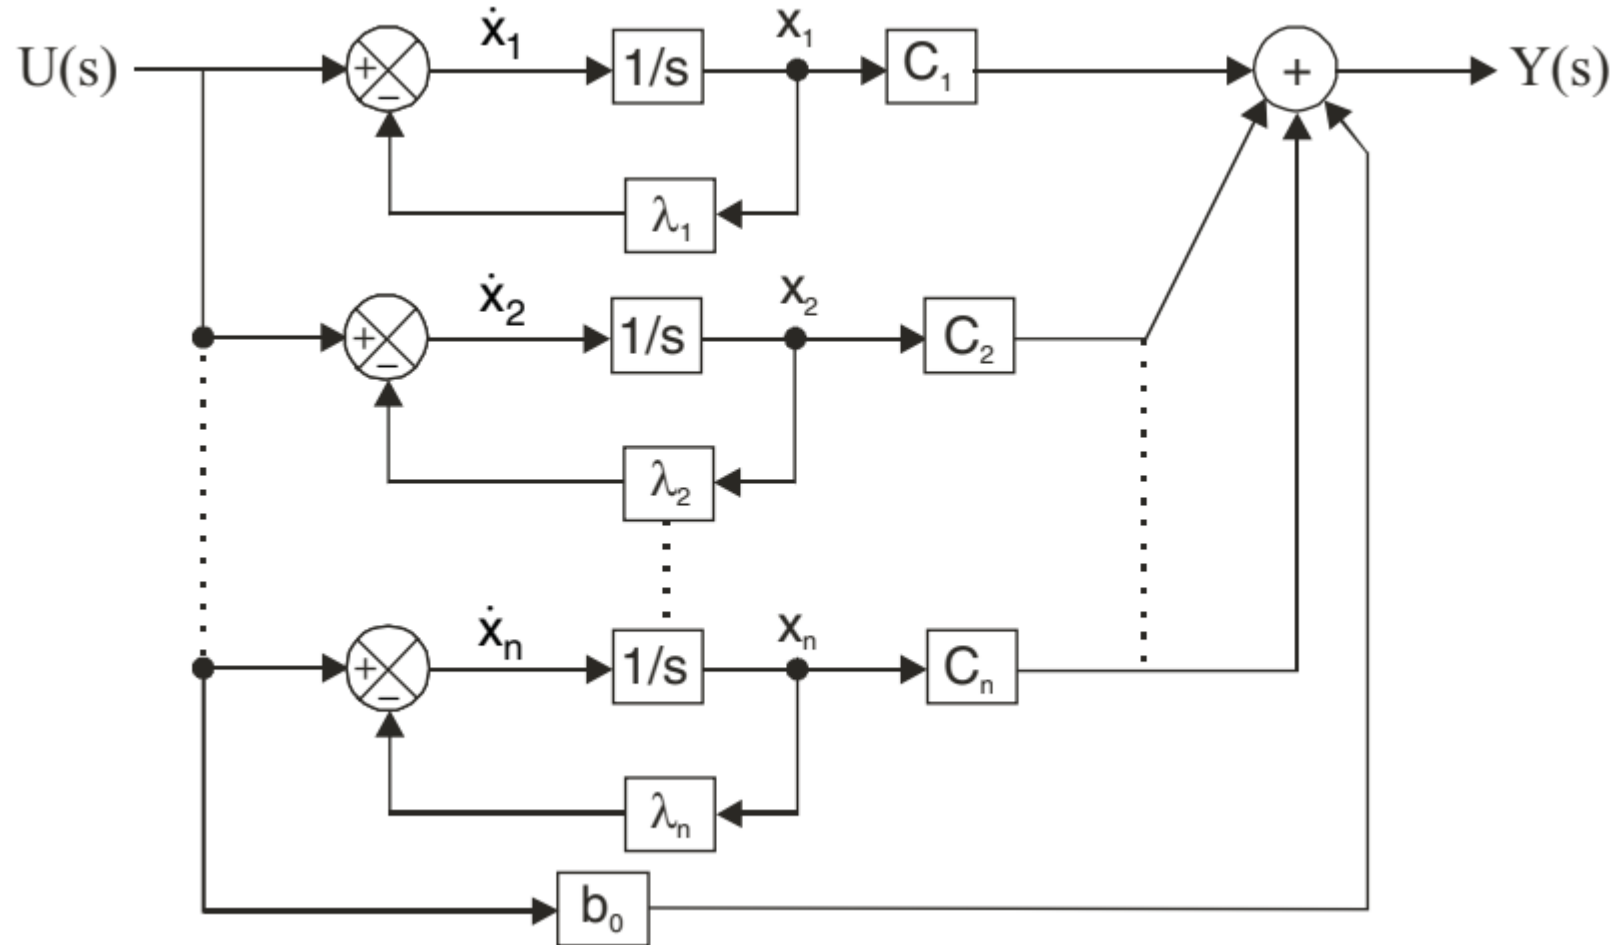 U(s) + − ẋ₁ 1/s x₁ C₁ + Y(s)
λ₁
+ − ẋ₂ 1/s x₂ C₂
λ₂
+ − ẋₙ 1/s xₙ Cₙ
λₙ
b₀